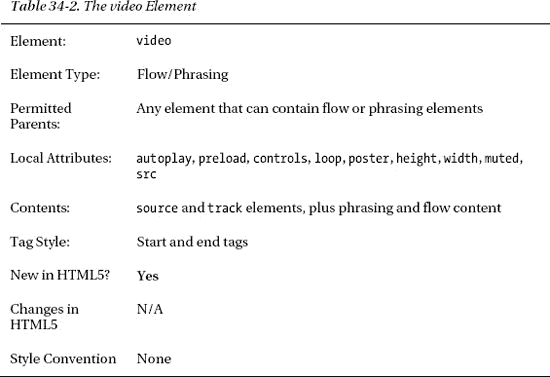 Table 34-2. The video Element
Element: video
Element Type: Flow/Phrasing
Permitted Any element that can contain flow or phrasing elements
Parents:
Local Attributes: autoplay, preload, controls, loop, poster, height, width, muted,
src
Contents: source and track elements, plus phrasing and flow content
Tag Style: Start and end tags
New in HTML5? Yes
Changes in N/A
HTML5
Style Convention None